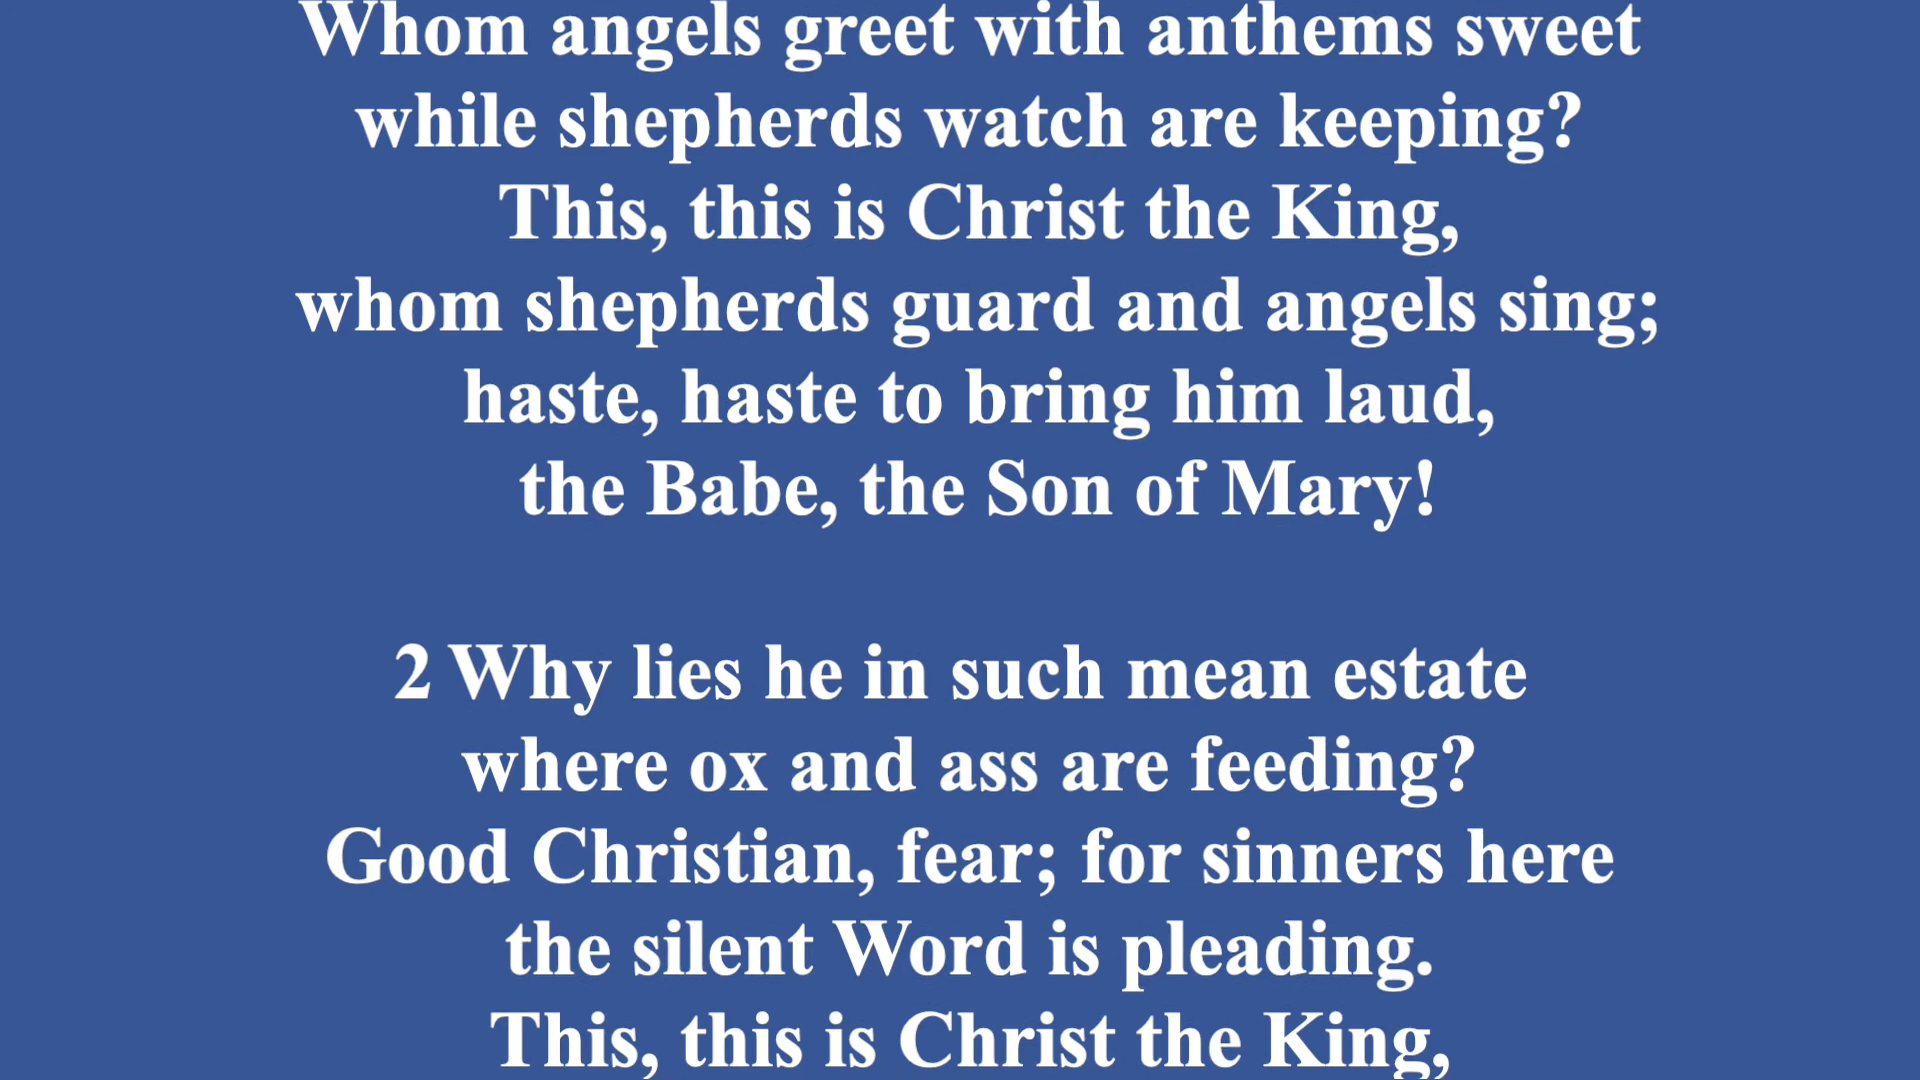 Whom angels greet with anthems sweet
while shepherds watch are keeping?
This, this is Christ the King,
whom shepherds guard and angels sing;
haste, haste to bring him laud,
the Babe, the Son of Mary!
2 Why lies he in such mean estate
where ox and ass are feeding?
Good Christian, fear; for sinners here
the silent Word is pleading.
This, this is Christ the King,